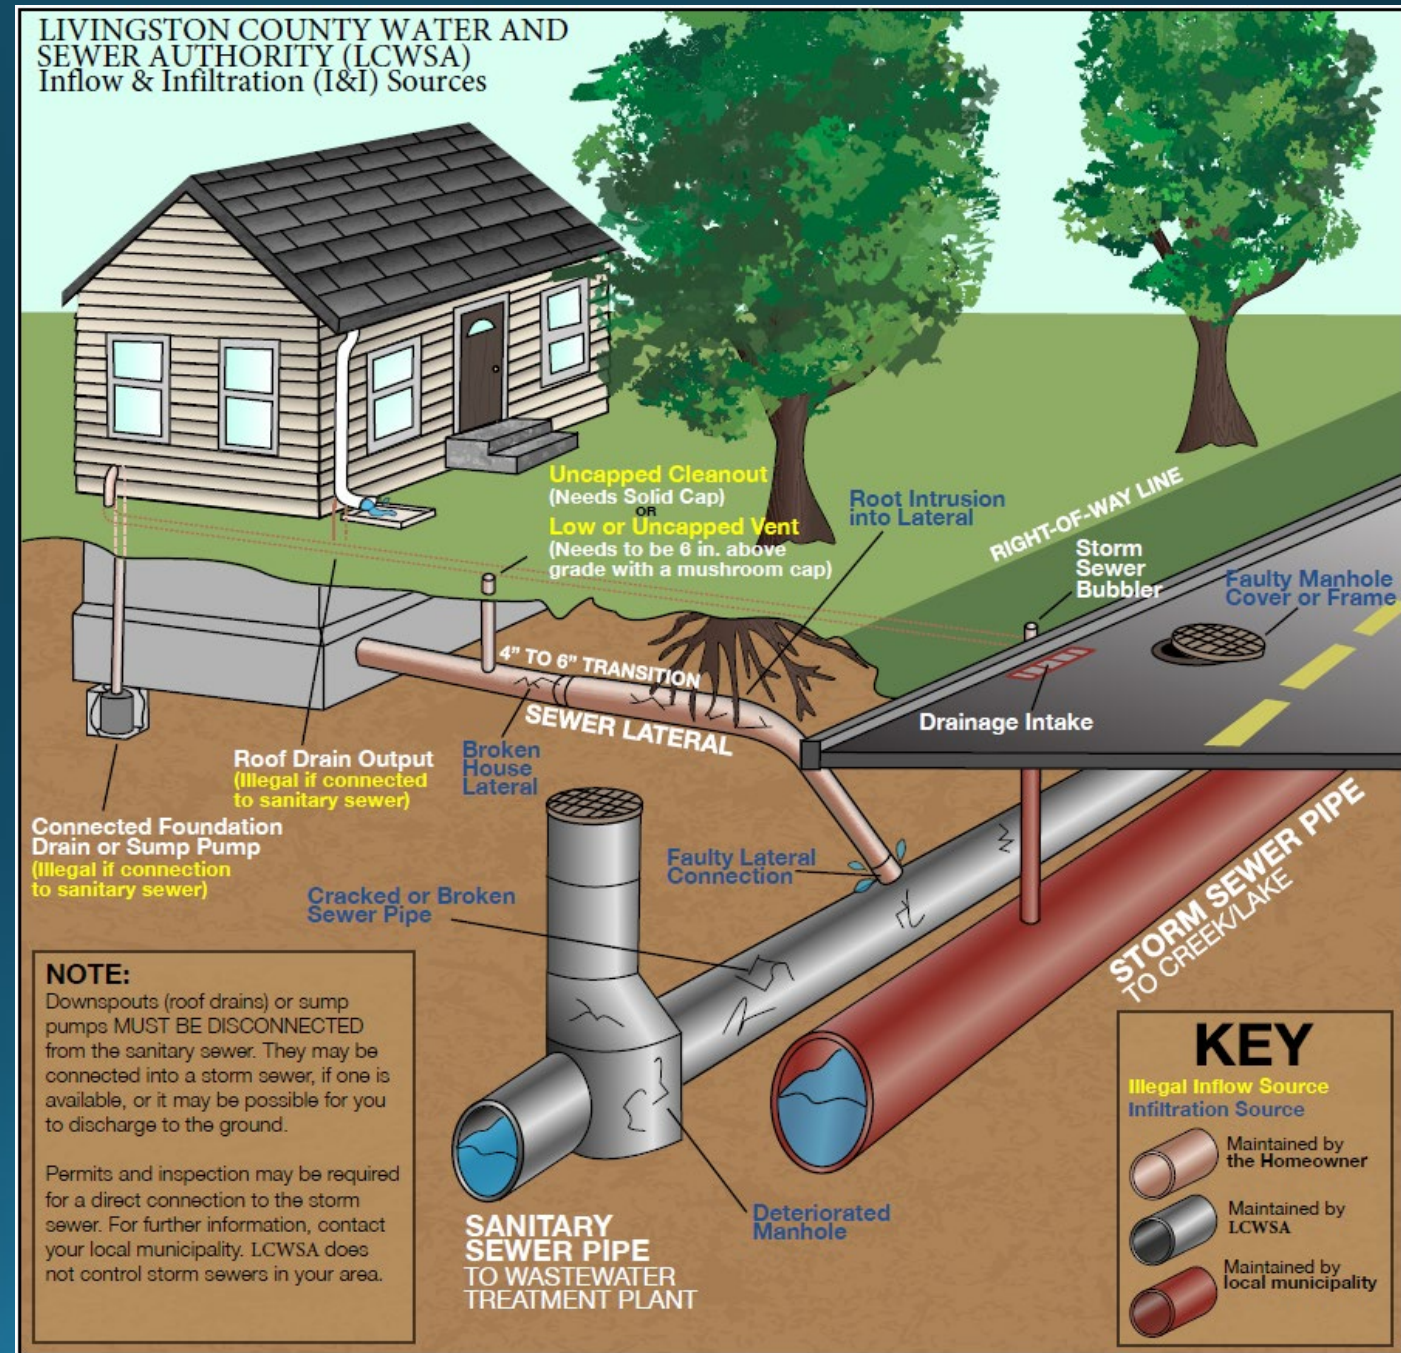 LIVINGSTON COUNTY WATER AND
SEWER AUTHORITY (LCWSA)
Inflow & Infiltration (I&I) Sources
Uncapped Cleanout
(Needs Solid Cap)
OR
Low or Uncapped Vent
(Needs to be 6 in. above
grade with a mushroom cap)
Root Intrusion
into Lateral
RIGHT-OF-WAY LINE
Storm
Sewer
Bubbler
Faulty Manhole
Cover or Frame
4" TO 6" TRANSITION
SEWER LATERAL
Drainage Intake
Roof Drain Output
(Illegal if connected
to sanitary sewer)
Broken
House
Lateral
Connected Foundation
Drain or Sump Pump
(Illegal if connection
to sanitary sewer)
Faulty Lateral
Connection
Cracked or Broken
Sewer Pipe
STORM SEWER PIPE
TO CREEK/LAKE
NOTE:
Downspouts (roof drains) or sump
pumps MUST BE DISCONNECTED
from the sanitary sewer. They may be
connected into a storm sewer, if one is
available, or it may be possible for you
to discharge to the ground.
Permits and inspection may be required
for a direct connection to the storm
sewer. For further information, contact
your local municipality. LCWSA does
not control storm sewers in your area.
SANITARY
SEWER PIPE
TO WASTEWATER
TREATMENT PLANT
Deteriorated
Manhole
KEY
Illegal Inflow Source
Infiltration Source
Maintained by
the Homeowner
Maintained by
LCWSA
Maintained by
local municipality